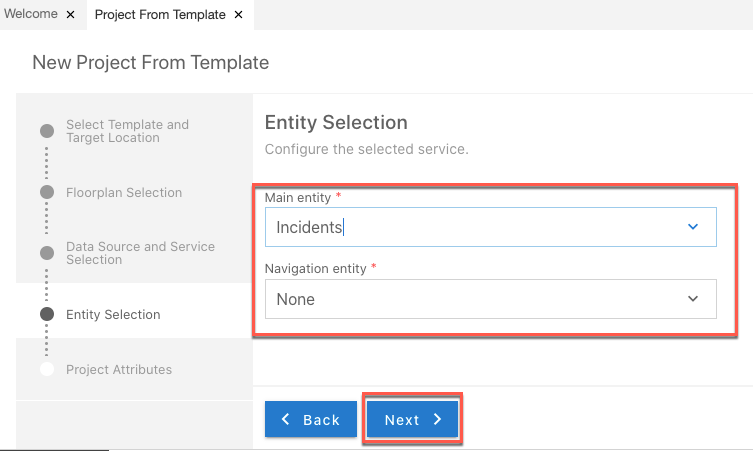 Welcome × Project From Template ×
New Project From Template
Select Template and
Target Location
Floorplan Selection
Data Source and Service
Selection
Entity Selection
Project Attributes
Entity Selection
Configure the selected service.
Main entity *
Incidents
Navigation entity *
None
Back Next